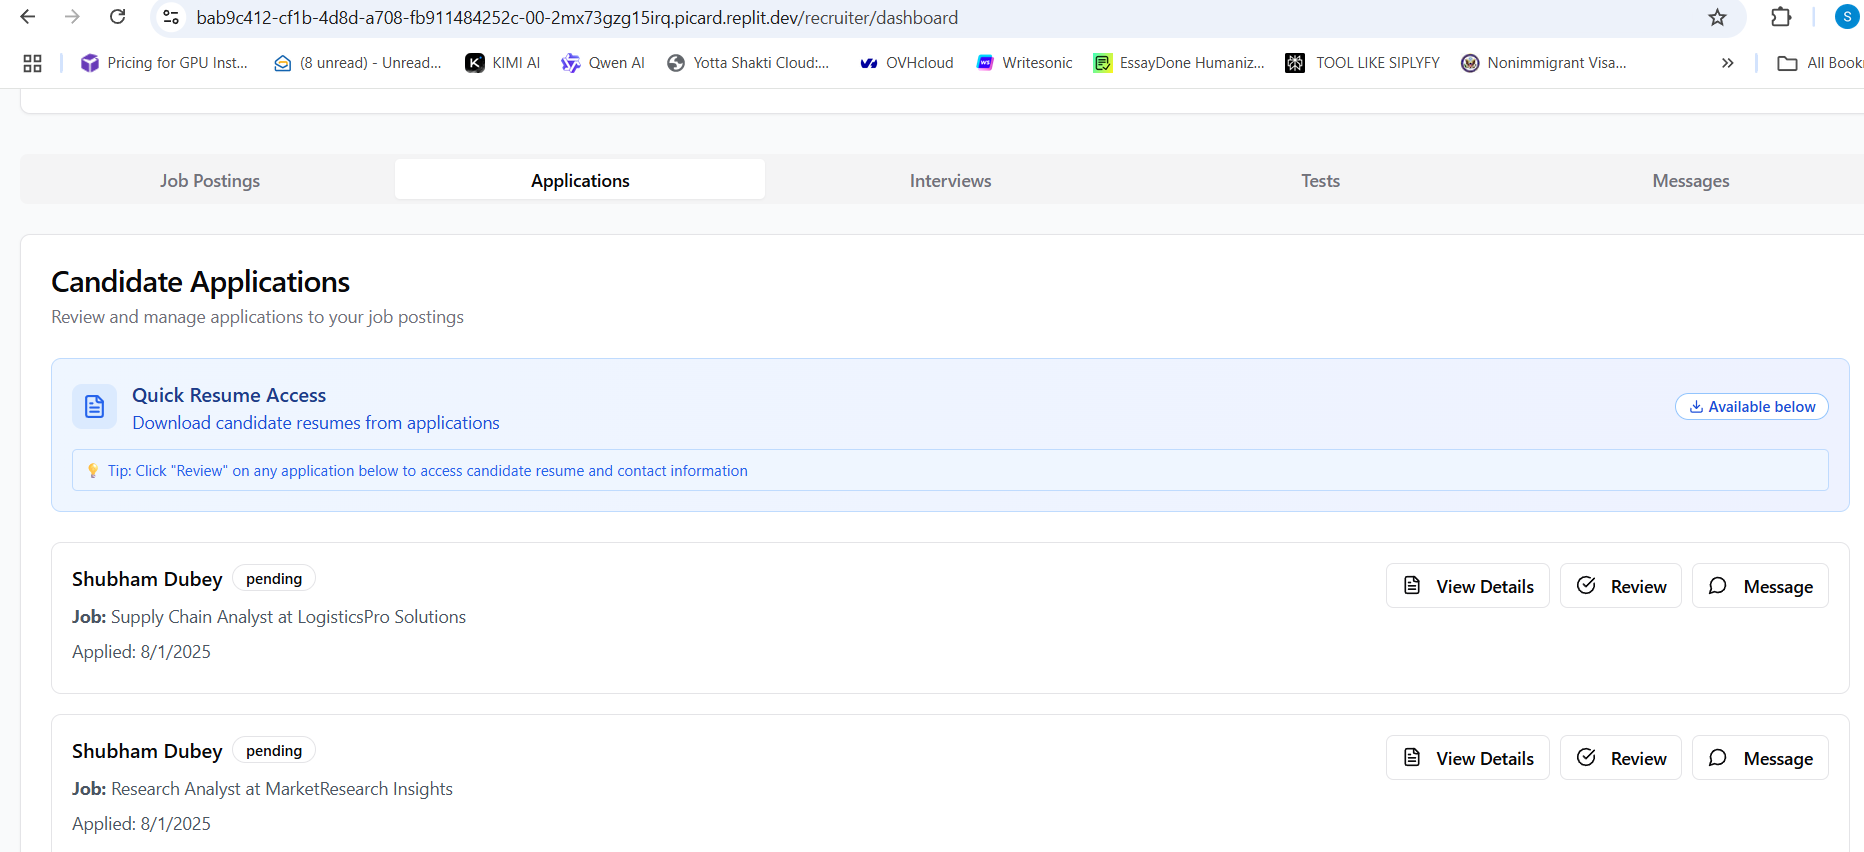 bab9c412-cf1b-4d8d-a708-fb911484252c-00-2mx73gzg15irq.picard.replit.dev/recruiter/dashboard
S
Pricing for GPU Inst...
(8 unread) - Unread...
KIMI AI
Qwen AI
Yotta Shakti Cloud:...
OVHcloud
Writesonic
EssayDone Humaniz...
TOOL LIKE SIPLYFY
Nonimmigrant Visa...
All Book
Job Postings
Applications
Interviews
Tests
Messages
Candidate Applications
Review and manage applications to your job postings
Quick Resume Access
Download candidate resumes from applications
Available below
Tip: Click "Review" on any application below to access candidate resume and contact information
Shubham Dubey pending
View Details
Review
Message
Job: Supply Chain Analyst at LogisticsPro Solutions
Applied: 8/1/2025
Shubham Dubey pending
View Details
Review
Message
Job: Research Analyst at MarketResearch Insights
Applied: 8/1/2025